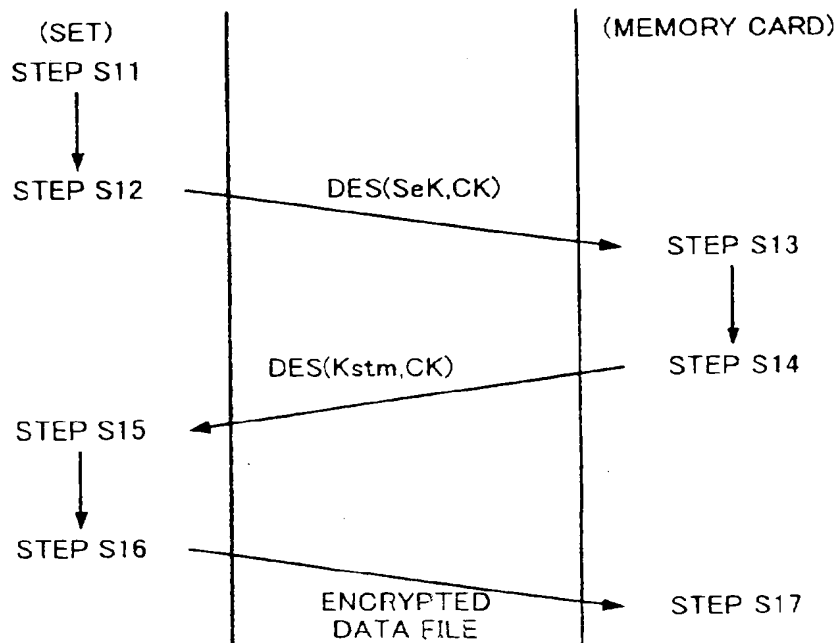 (SET)
(MEMORY CARD)
STEP S11
STEP S12
DES(SeK,CK)
STEP S13
DES(Kstm,CK)
STEP S14
STEP S15
STEP S16
ENCRYPTED
DATA FILE
STEP S17